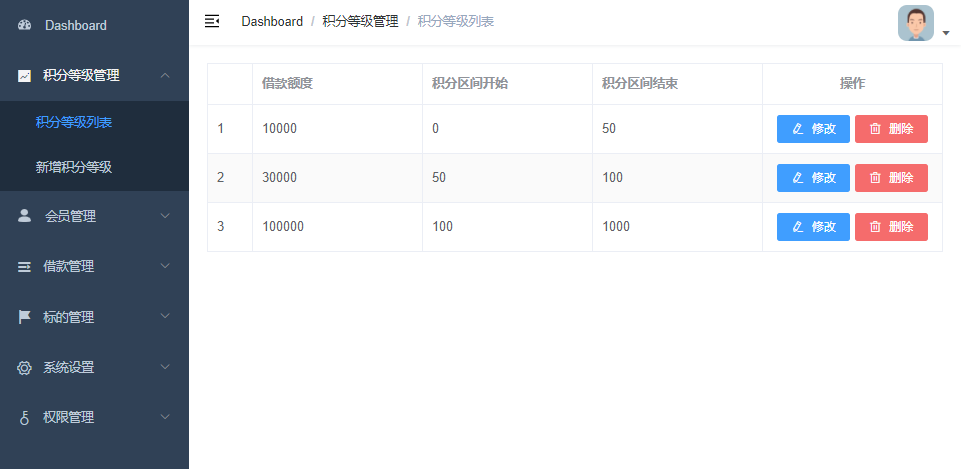 Dashboard
积分等级管理
积分等级列表
新增积分等级
会员管理
借款管理
标的管理
系统设置
权限管理
Dashboard / 积分等级管理 / 积分等级列表
借款额度 积分区间开始 积分区间结束 操作
1 10000 0 50 修改 删除
2 30000 50 100 修改 删除
3 100000 100 1000 修改 删除